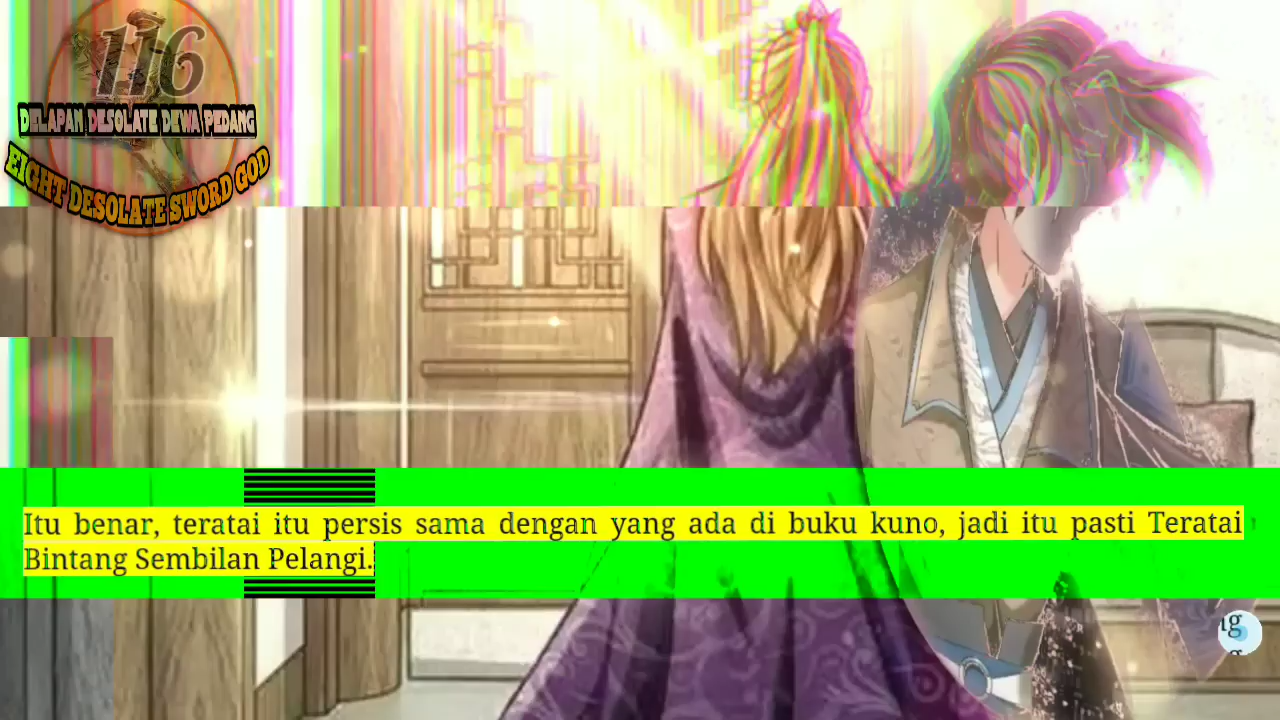 116
DELAPAN DESOLATE DEWA PEDANG
EIGHT DESOLATE SWORD GOD
Itu benar, teratai itu persis sama dengan yang ada di buku kuno, jadi itu pasti Teratai
Bintang Sembilan Pelangi.